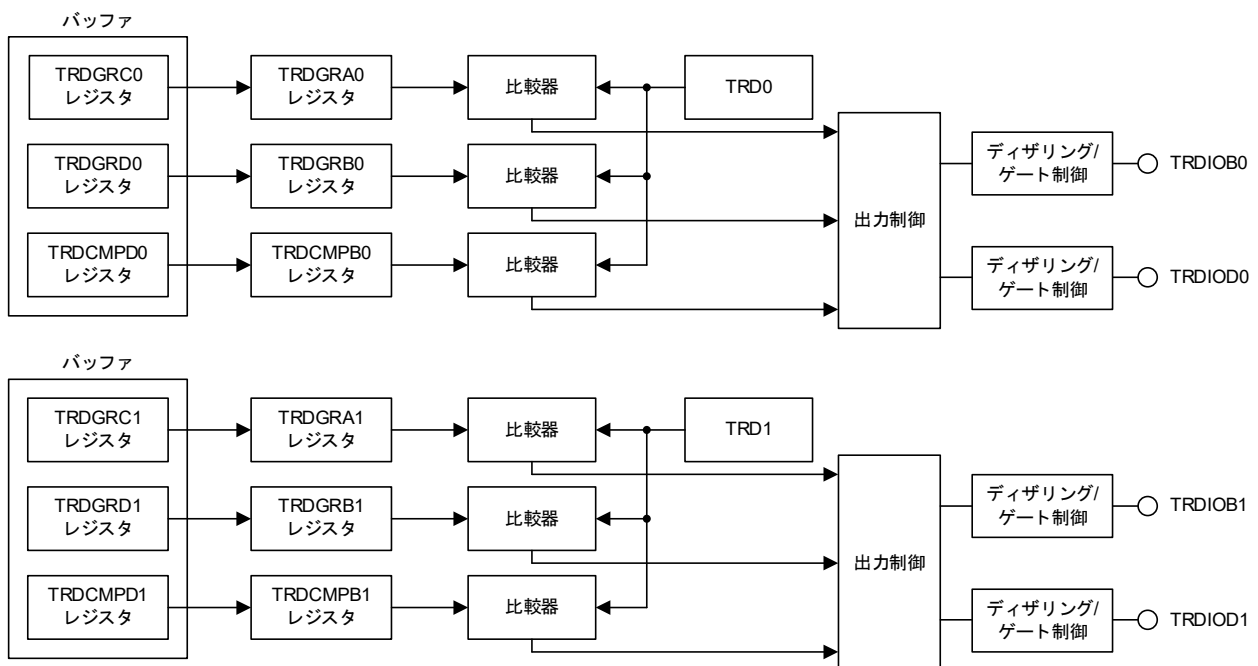 バッファ
TRDGRC0
レジスタ
TRDGRA0
レジスタ
比較器
TRD0
TRDGRD0
レジスタ
TRDGRB0
レジスタ
比較器
TRDCMPD0
レジスタ
TRDCMPB0
レジスタ
比較器
出力制御
ディザリング/
ゲート制御
TRDIOB0
ディザリング/
ゲート制御
TRDIOD0
バッファ
TRDGRC1
レジスタ
TRDGRA1
レジスタ
比較器
TRD1
TRDGRD1
レジスタ
TRDGRB1
レジスタ
比較器
TRDCMPD1
レジスタ
TRDCMPB1
レジスタ
比較器
出力制御
ディザリング/
ゲート制御
TRDIOB1
ディザリング/
ゲート制御
TRDIOD1